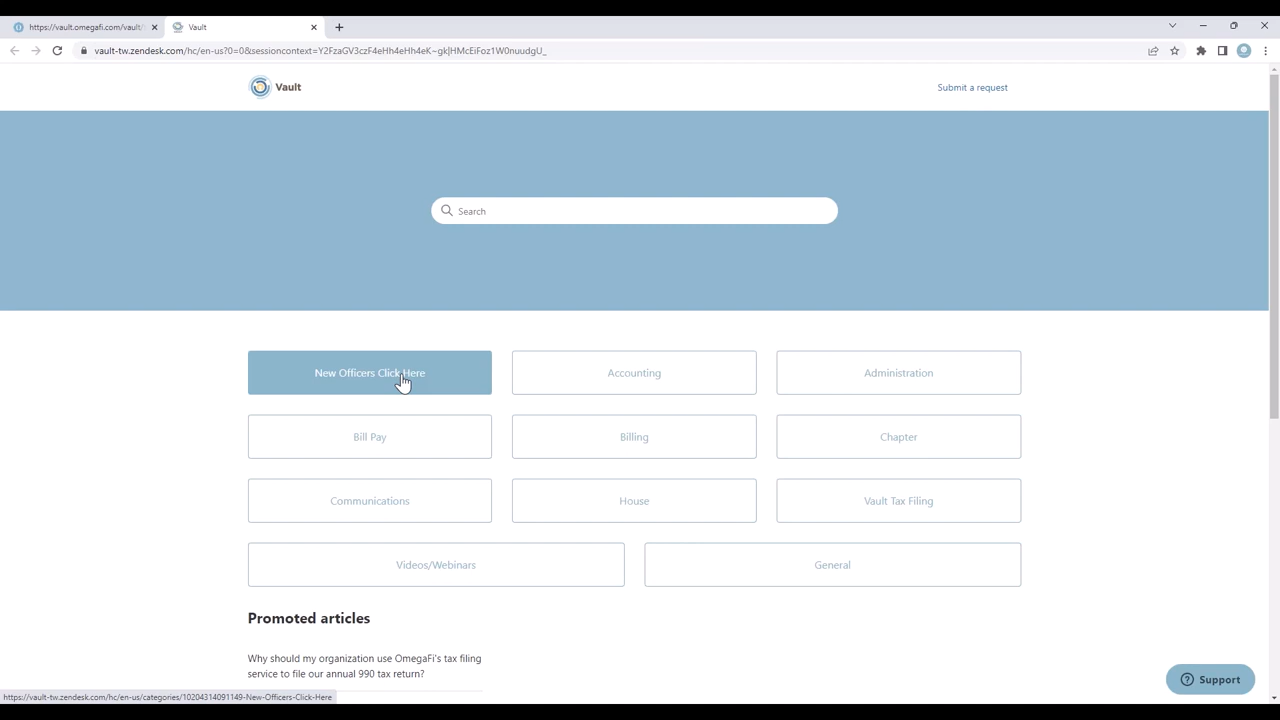 https://vault.omegafi.com/vault/
Vault
vault-tw.zendesk.com/hc/en-us?0=0&sessioncontext=Y2FzaGV3czF4eHh4eHh4eK~gk|HMcEiFoz1W0nuudgU_
Vault
Submit a request
Search
New Officers Click Here
Accounting
Administration
Bill Pay
Billing
Chapter
Communications
House
Vault Tax Filing
Videos/Webinars
General
Promoted articles
Why should my organization use OmegaFi's tax filing
service to file our annual 990 tax return?
Support
https://vault-tw.zendesk.com/hc/en-us/categories/10204314091149-New-Officers-Click-Here